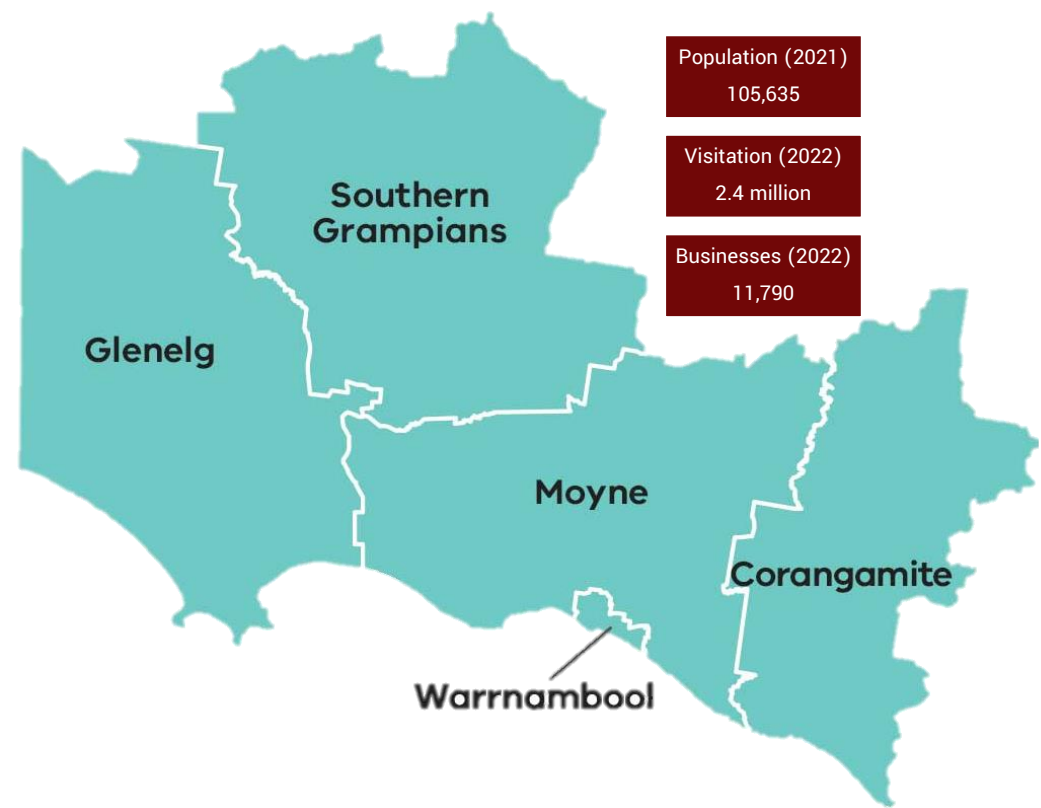 Population (2021)
105,635
Visitation (2022)
2.4 million
Businesses (2022)
11,790
Southern
Grampians
Glenelg
Moyne
Corangamite
Warrnambool